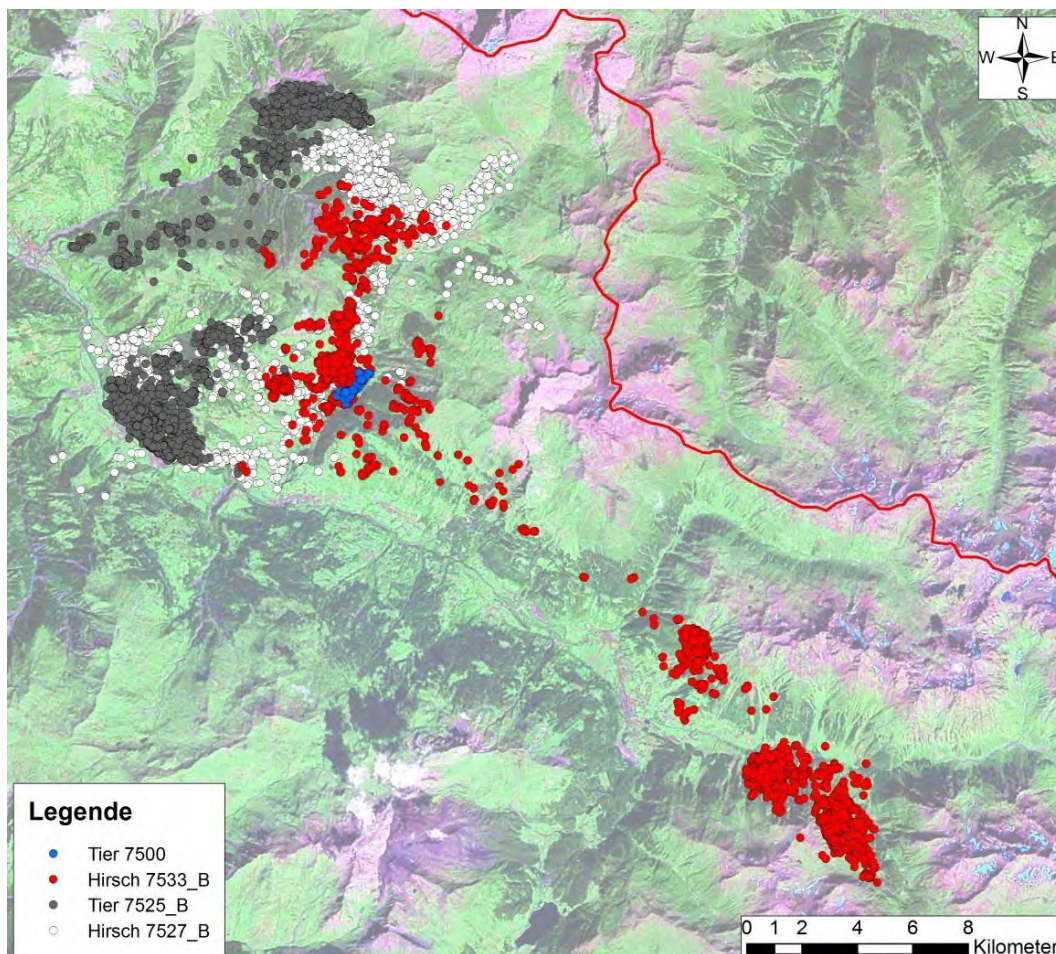 N
W E
S
Legende
Tier 7500
Hirsch 7533_B
Tier 7525_B
Hirsch 7527_B
0 1 2 4 6 8
Kilometer